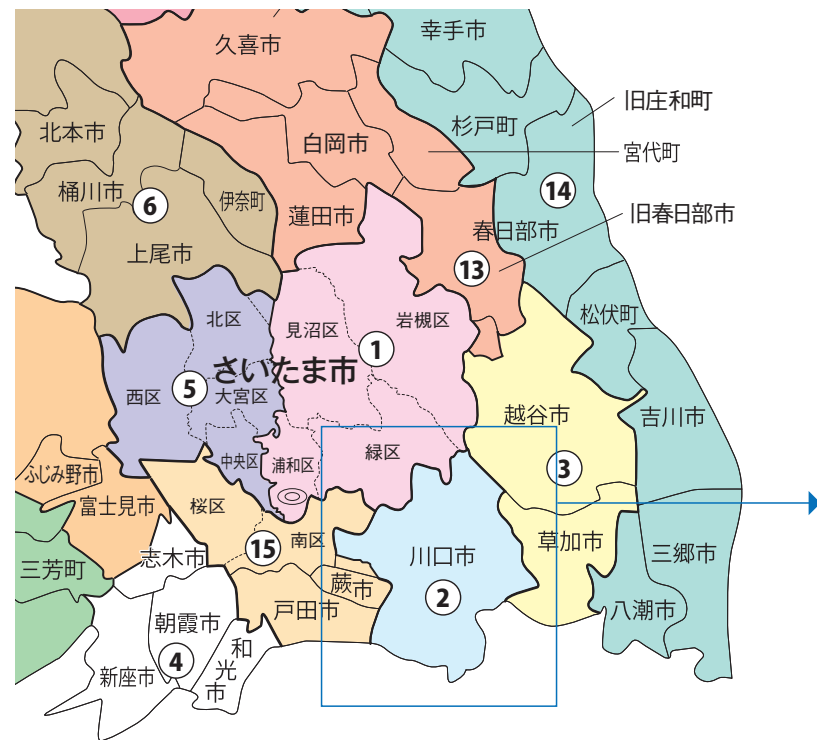 久喜市
幸手市
旧庄和町
北本市
白岡市
杉戸町
宮代町
桶川市
6
伊奈町
蓮田市
14
旧春日部市
上尾市
春日部市
13
北区
見沼区
1
岩槻区
松伏町
さいたま市
西区
5
大宮区
越谷市
吉川市
中央区
浦和区
緑区
3
ふじみ野市
富士見市
桜区
15
南区
川口市
草加市
三郷市
志木市
三芳町
蕨市
2
戸田市
八潮市
朝霞市
4
新座市
和光市